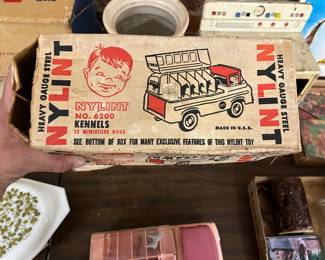 HEAVY GAUGE STEEL
NYLINT
NYLINT
NO. 6200
KENNELS
12 MINIATURE DOGS
MADE IN U.S.A.
SEE BOTTOM OF BOX FOR MANY EXCLUSIVE FEATURES OF THIS NYLINT TOY
NYLINT
HEAVY GAUGE STEEL